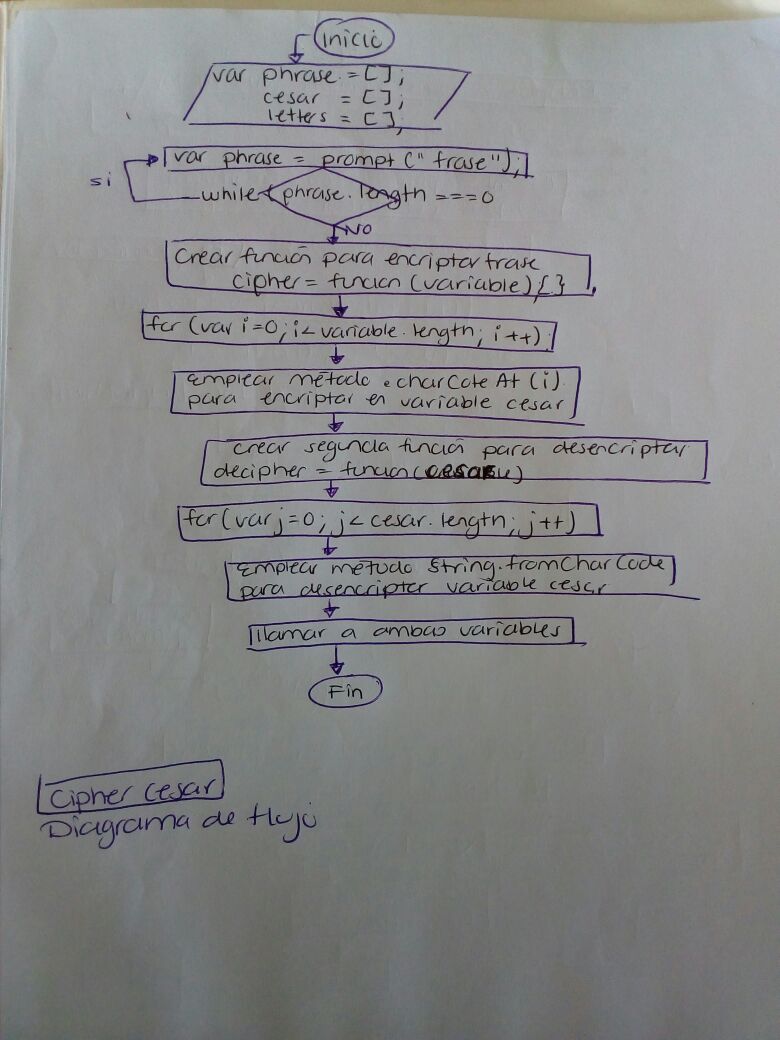 inicio
var phrase = [];
cesar = [];
letters = [];
var phrase = prompt ("frase");
si
while (phrase.length === 0
NO
Crear función para encriptar frase
cipher = funcion (variable) { }
for (var i=0; i< variable.length; i++)
Emplear método .charCoteAt (i)
para encriptar en variable cesar
crear segunda función para desencriptar
decipher = funcion (cesar)
for (var j=0; j< cesar.length; j++)
Emplear método String.fromCharCode
para desencriptar variable cesar
llamar a ambas variables
Fin
Cipher cesar
Diagrama de flujo